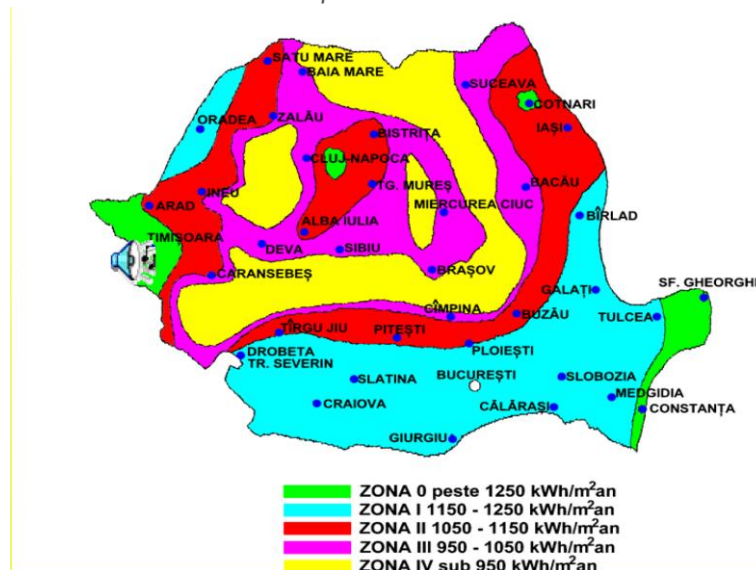 SATU MARE
BAIA MARE
SUCEAVA
COTNARI
ORADEA
ZALĂU
IAȘI
BISTRIȚA
CLUJ-NAPOCA
TG. MUREȘ
BACĂU
INEU
ARAD
MIERCUREA CIUC
BÎRLAD
ALBA IULIA
TIMIȘOARA
DEVA
SIBIU
CARANSEBEȘ
BRAȘOV
SF. GHEORGHE
GALAȚI
CÎMPINA
BUZĂU
TULCEA
TÎRGU JIU
PITEȘTI
PLOIEȘTI
DROBETA
TR. SEVERIN
SLATINA
BUCUREȘTI
SLOBOZIA
MEDGIDIA
CRAIOVA
CĂLĂRAȘI
CONSTANȚA
GIURGIU
ZONA 0 peste 1250 kWh/m²an
ZONA I 1150 - 1250 kWh/m²an
ZONA II 1050 - 1150 kWh/m²an
ZONA III 950 - 1050 kWh/m²an
ZONA IV sub 950 kWh/m²an